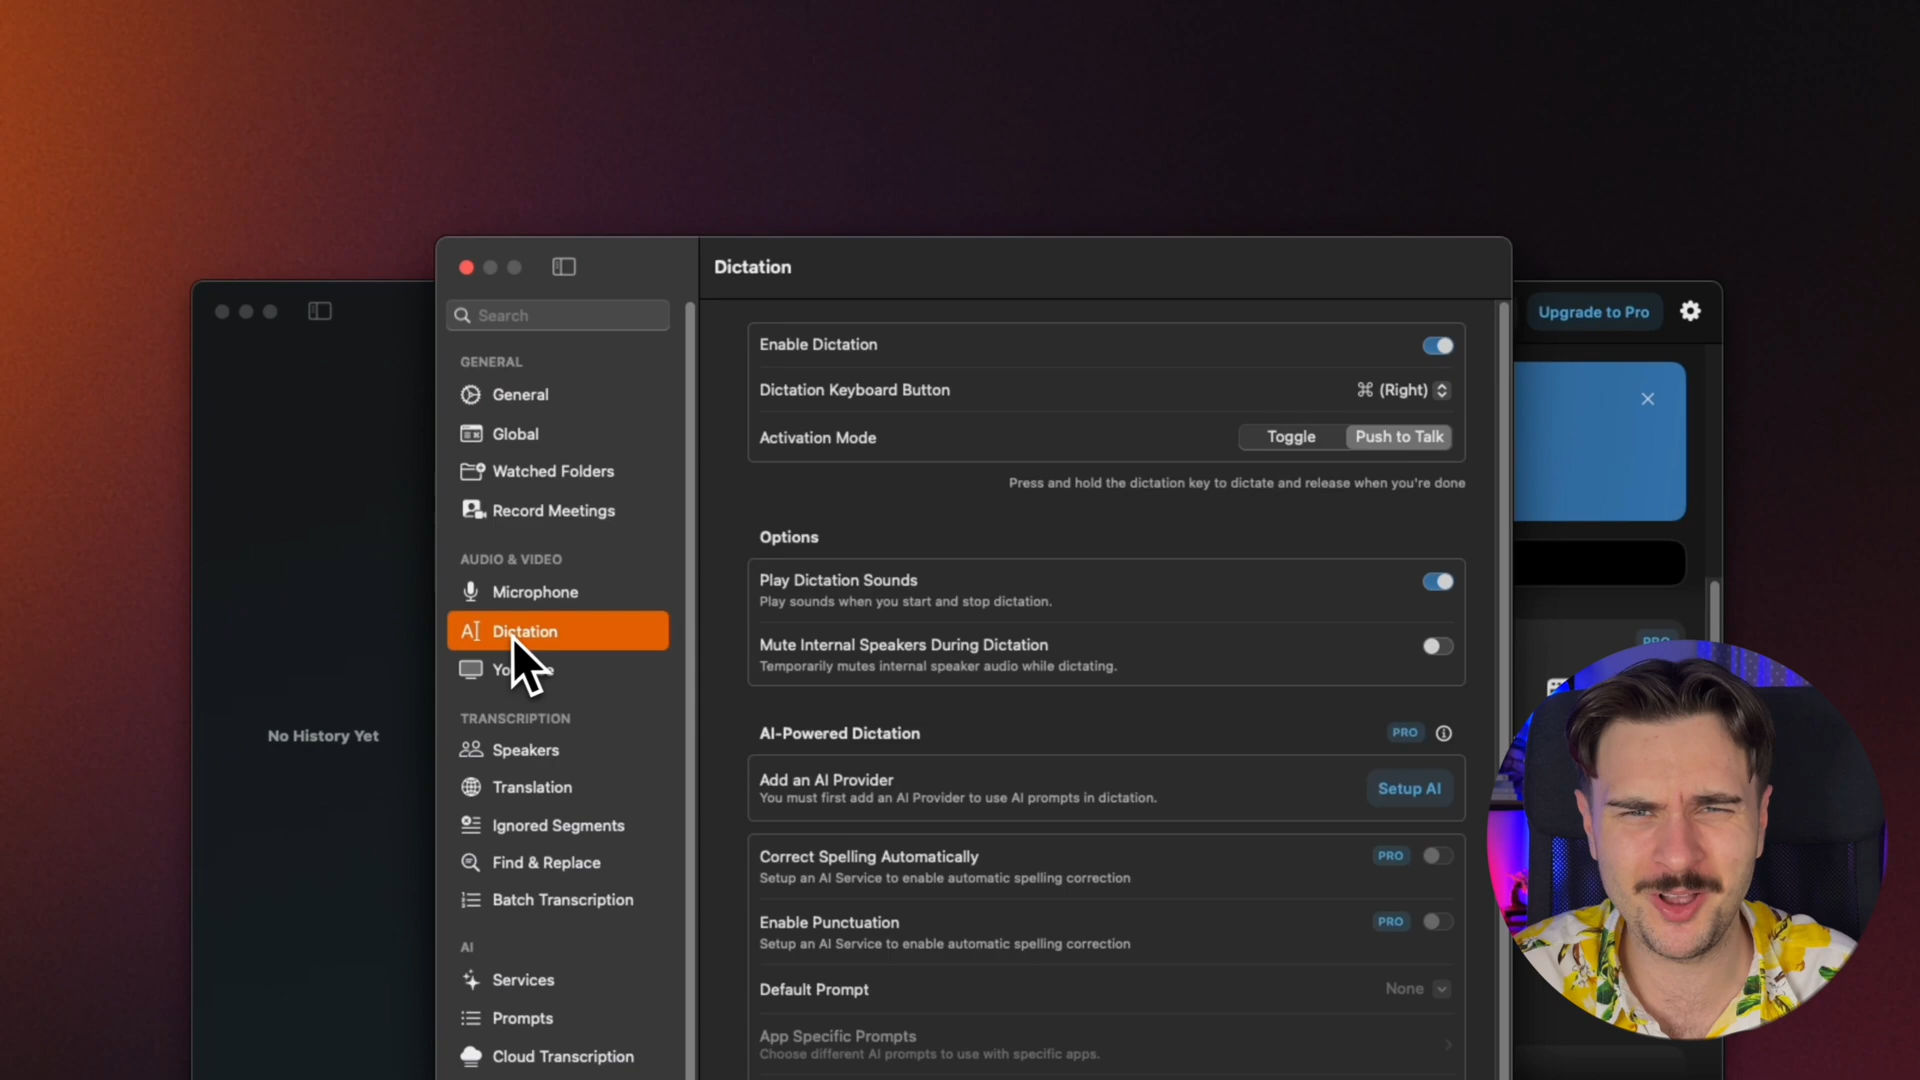 Dictation
Search
GENERAL
General
Global
Watched Folders
Record Meetings
AUDIO & VIDEO
Microphone
Dictation
TRANSCRIPTION
Speakers
Translation
Ignored Segments
Find & Replace
Batch Transcription
AI
Services
Prompts
Cloud Transcription
No History Yet
Enable Dictation
Dictation Keyboard Button
⌘ (Right)
Activation Mode
Toggle
Push to Talk
Press and hold the dictation key to dictate and release when you're done
Options
Play Dictation Sounds
Play sounds when you start and stop dictation.
Mute Internal Speakers During Dictation
Temporarily mutes internal speaker audio while dictating.
AI-Powered Dictation
PRO
Add an AI Provider
You must first add an AI Provider to use AI prompts in dictation.
Setup AI
Correct Spelling Automatically
PRO
Setup an AI Service to enable automatic spelling correction
Enable Punctuation
PRO
Setup an AI Service to enable automatic spelling correction
Default Prompt
None
App Specific Prompts
Choose different AI prompts to use with specific apps.
Upgrade to Pro
PRO